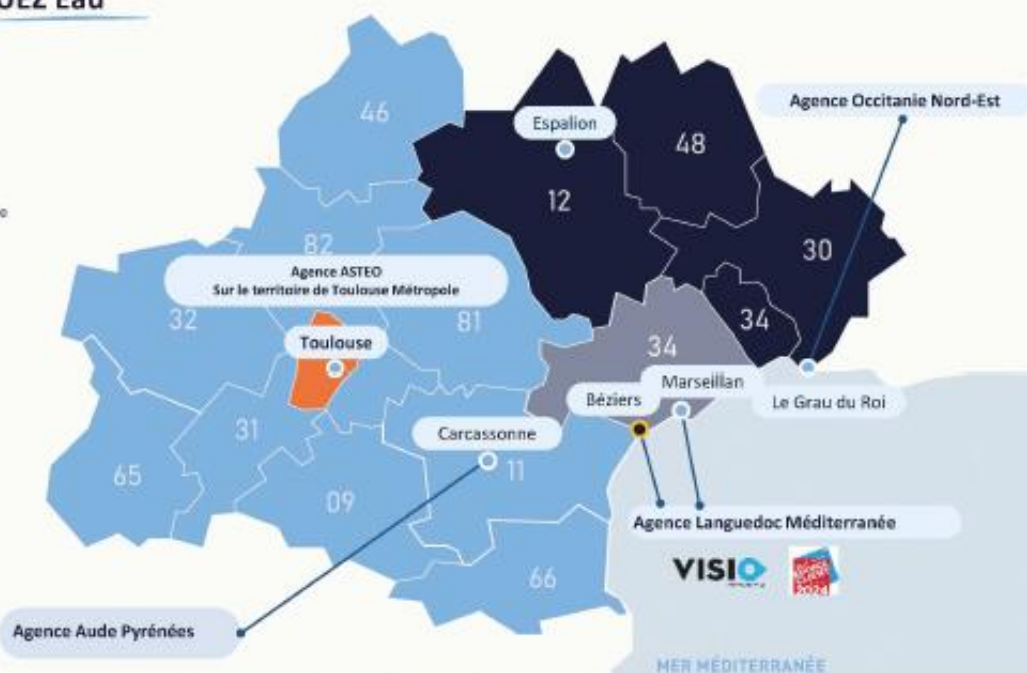 Eau
46
Espalion
48
Agence Occitanie Nord-Est
12
82
30
Agence ASTEO
Sur le territoire de Toulouse Métropole
32
81
34
Toulouse
34
Marseillan
Béziers
Le Grau du Roi
31
Carcassonne
65
11
09
Agence Languedoc Méditerranée
VISIO
66
2024
Agence Aude Pyrénées
MER MÉDITERRANÉE